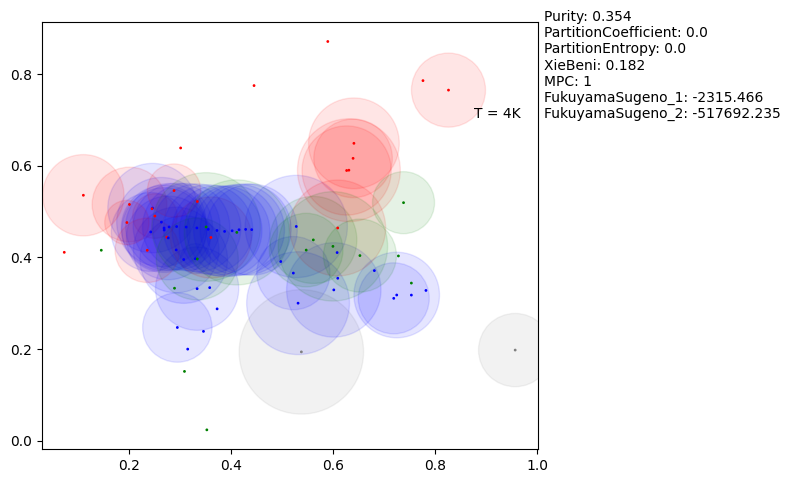 Purity: 0.354
PartitionCoefficient: 0.0
PartitionEntropy: 0.0
XieBeni: 0.182
MPC: 1
FukuyamaSugeno_1: -2315.466
FukuyamaSugeno_2: -517692.235
T = 4K
0.8
0.6
0.4
0.2
0.0
0.2 0.4 0.6 0.8 1.0